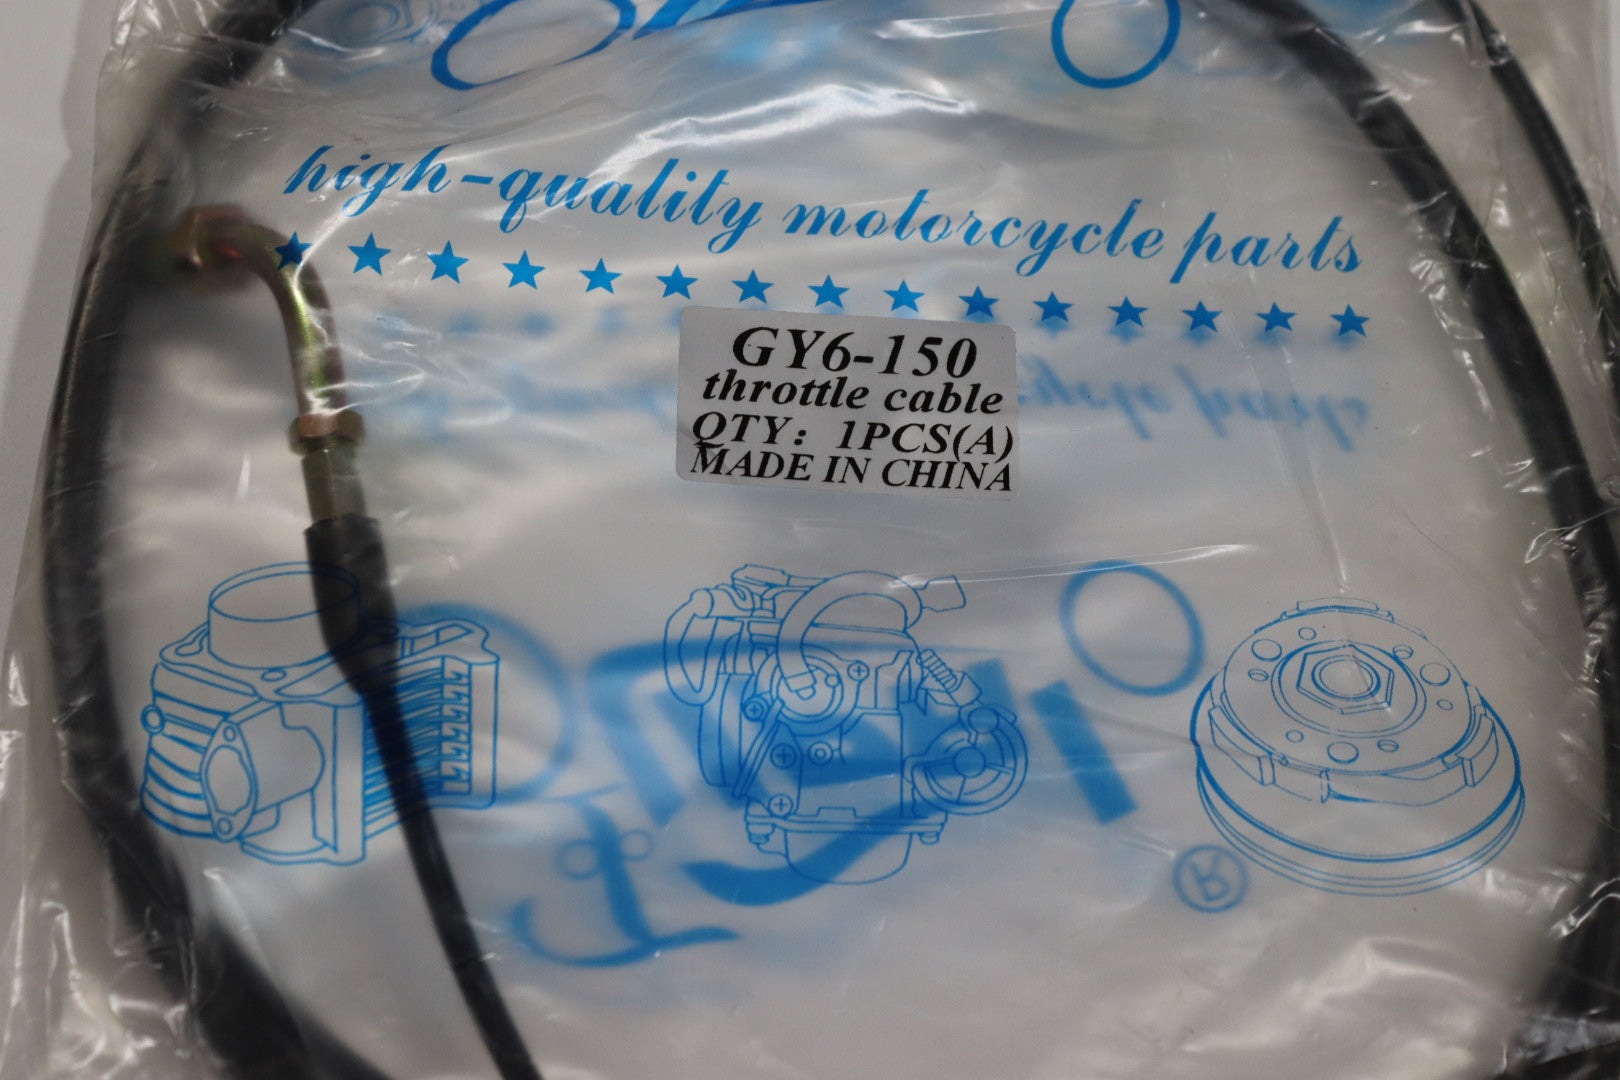 high-quality motorcycle parts
GY6-150
throttle cable
QTY: 1PCS(A)
MADE IN CHINA
®